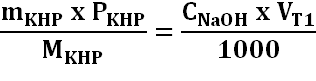 m_KHP x P_KHP / M_KHP = C_NaOH x V_T1 / 1000